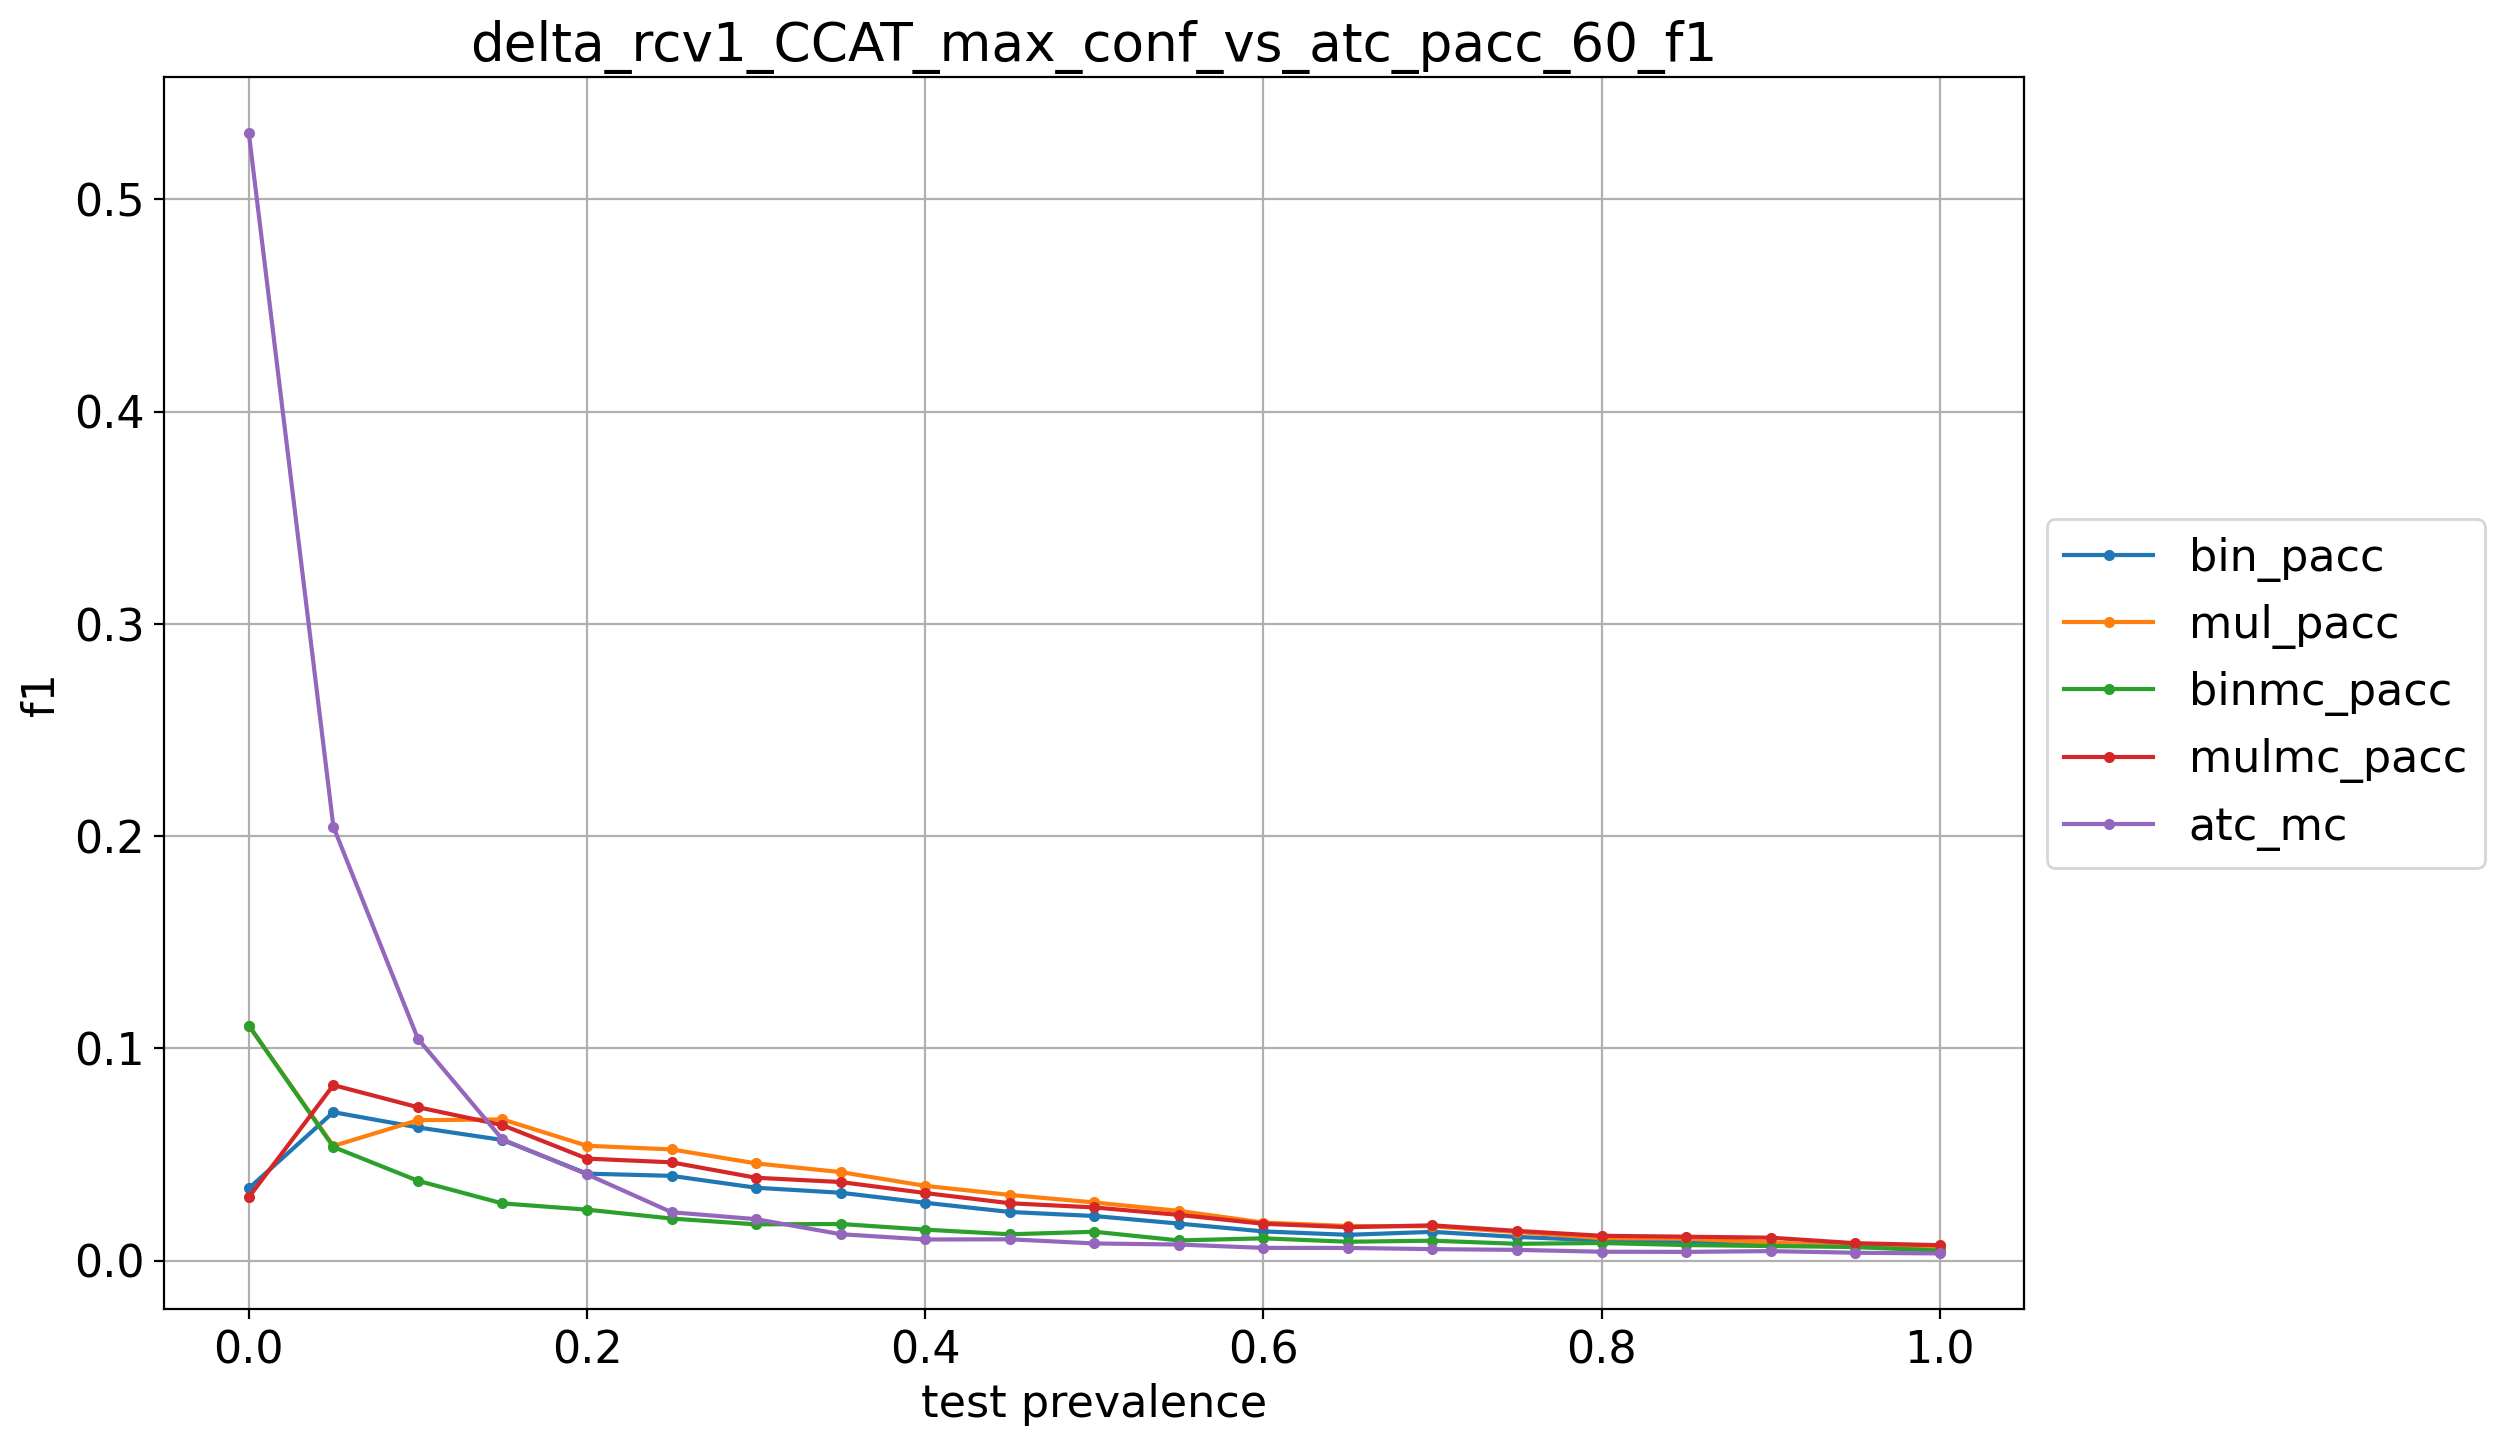 delta_rcv1_CCAT_max_conf_vs_atc_pacc_60_f1
0.5
0.4
0.3
0.2
0.1
0.0
f1
0.0 0.2 0.4 0.6 0.8 1.0
test prevalence
bin_pacc
mul_pacc
binmc_pacc
mulmc_pacc
atc_mc